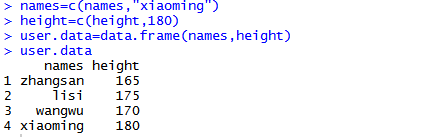 > names=c(names,"xiaoming")
> height=c(height,180)
> user.data=data.frame(names,height)
> user.data
names height
1 zhangsan 165
2 lisi 175
3 wangwu 170
4 xiaoming 180